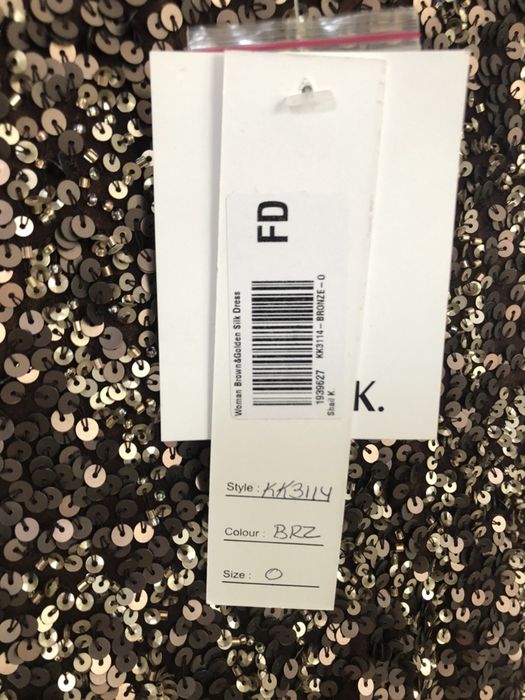 FD
Woman Brown&Golden Silk Dress
1939627 KK3114-BRONZE-0
Shail K
K.
Style: KK3114
Colour: BRZ
Size: 0